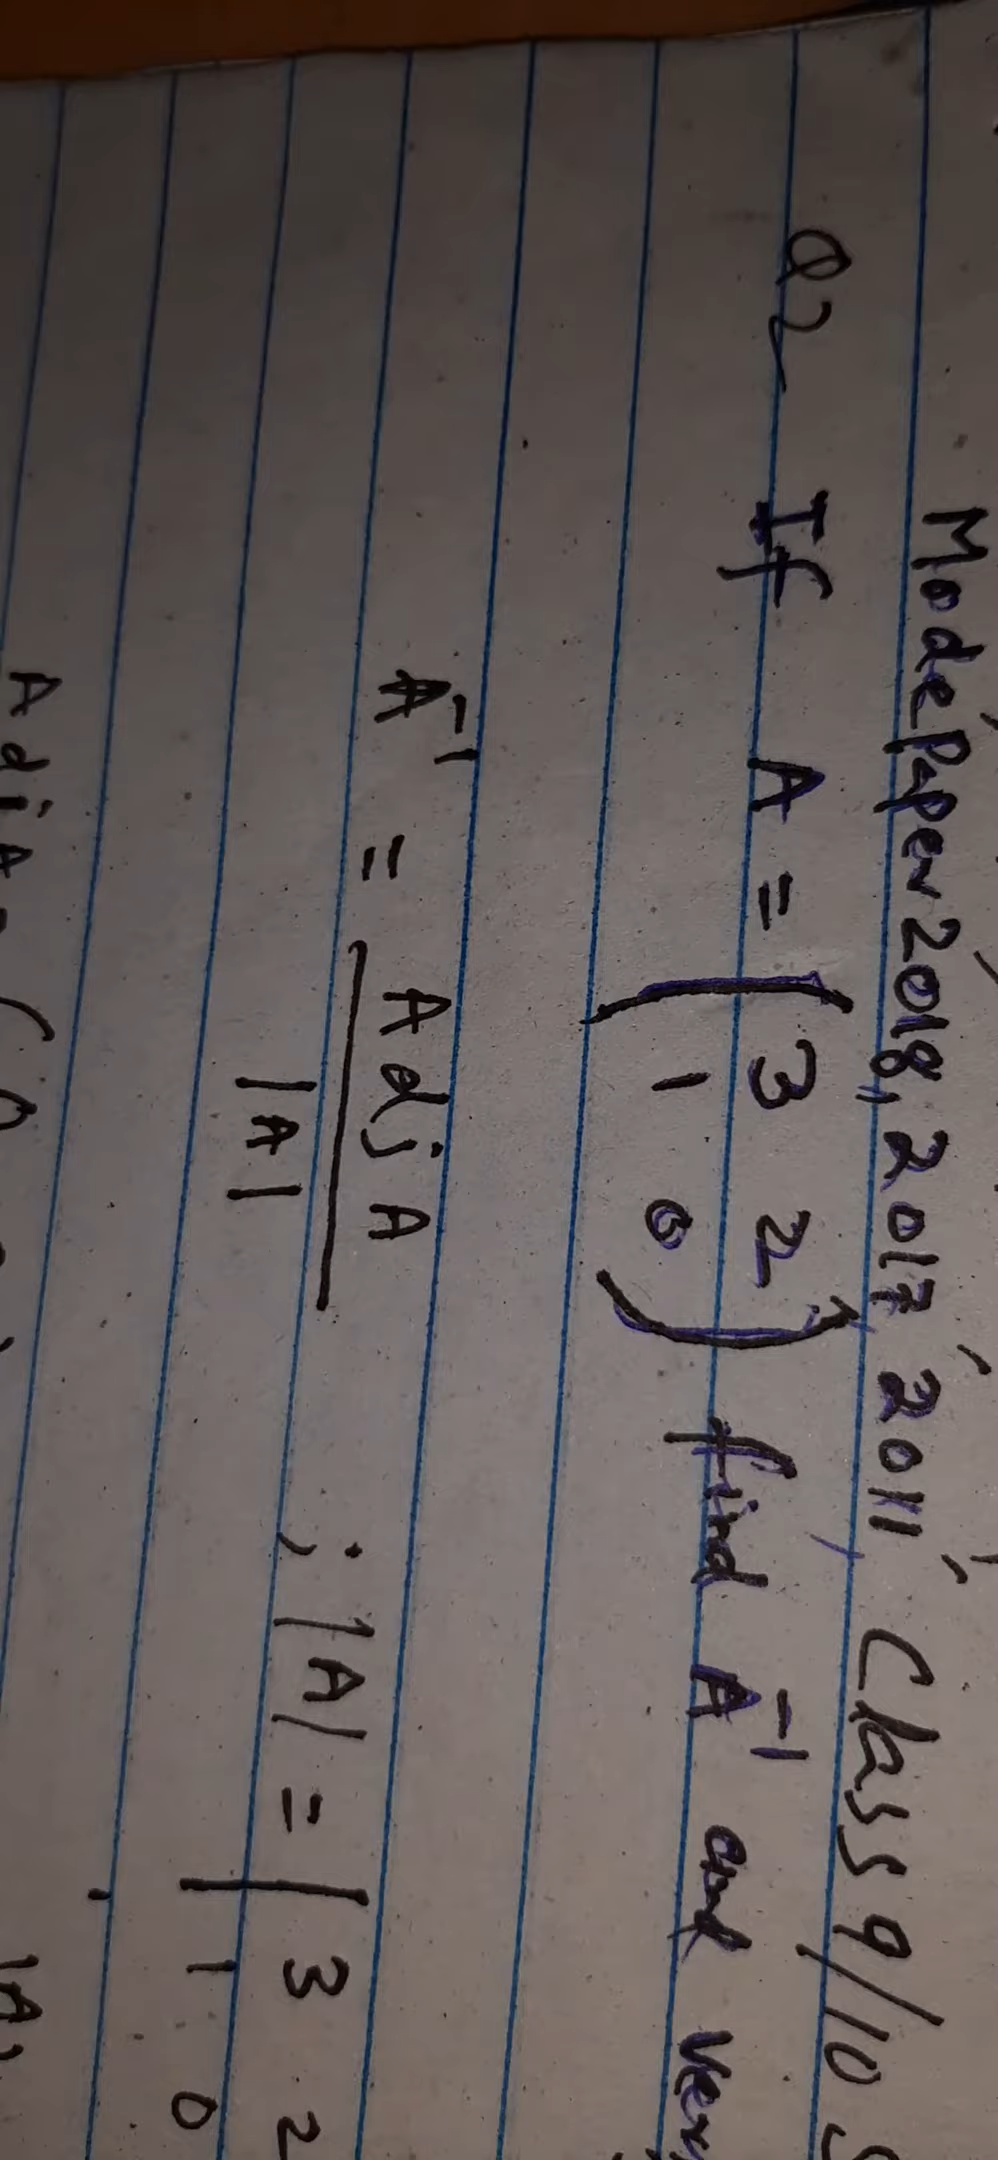 Model Paper 2018, 2017, 2011, Class 9/10
Q2 If A = ( 3 2
1 0 ) find A⁻¹ and
A⁻¹ = Adj A
|A|
; |A| = | 3 2
1 0
Adj A =